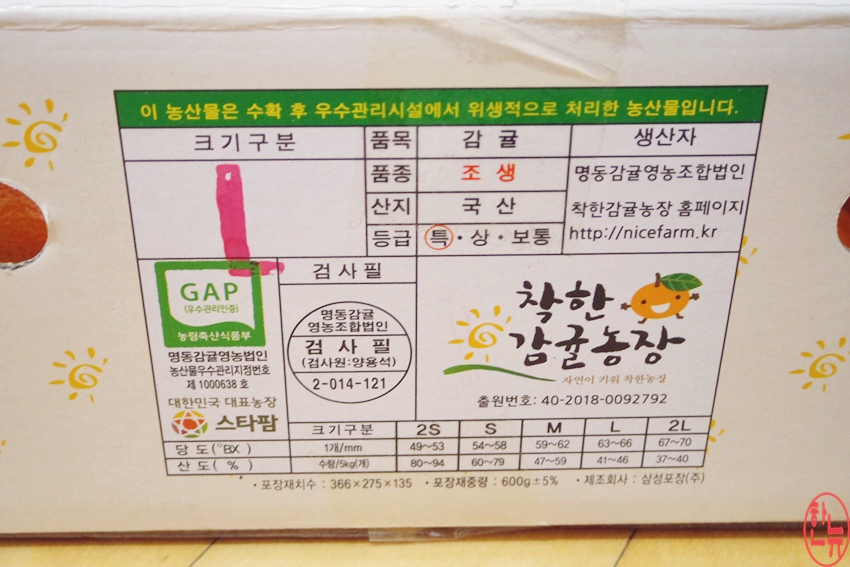 이 농산물은 수확 후 우수관리시설에서 위생적으로 처리한 농산물입니다.
크기구분 품목 감귤 생산자
품종 조생 명동감귤영농조합법인
산지 국산 착한감귤농장 홈페이지
등급 특·상·보통 http://nicefarm.kr
GAP
(우수관리인증)
농림축산식품부
명동감귤영농법인
농산물우수관리지정번호
제 1000638 호
대한민국 대표농장
스타팜
검사필
명동감귤
영농조합법인
검 사 필
(검사원:양용석)
2-014-121
착한
감귤농장
자연이 키워 착한농장
출원번호: 40-2018-0092792
크기구분 2S S M L 2L
당 도(°BX) 1개/mm 49~53 54~58 59~62 63~66 67~70
산 도( % ) 수량/5kg(개) 80~94 60~79 47~59 41~46 37~40
·포장재치수 : 366×275×135 ·포장재중량 : 600g±5% ·제조회사 : 삼성포장(주)